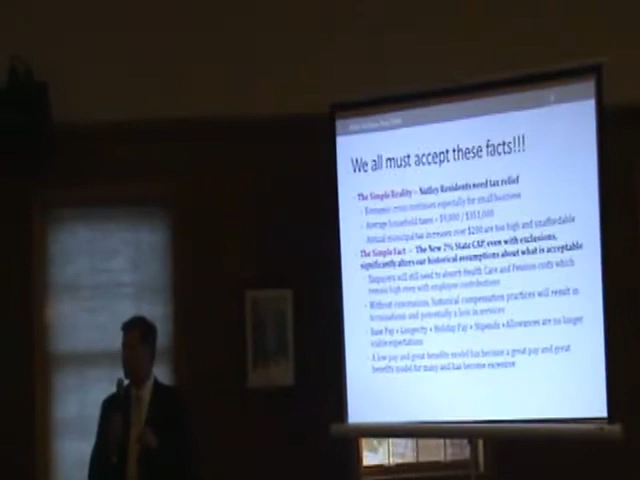 We all must accept these facts!!!
The Simple Reality – Nutley Residents need tax relief
Economic crisis continues especially for small business
Average household taxes = $9,000 / $351,000
Annual municipal tax increases over $200 are too high and unaffordable
The Simple Fact – The New 2% State CAP, even with exclusions,
significantly alters our historical assumptions about what is acceptable
Taxpayers will still need to absorb Health Care and Pension costs which
remain high even with employee contributions
Without concessions, historical compensation practices will result in
terminations and potentially a loss in services
Base Pay + Longevity + Holiday Pay + Stipends + Allowances are no longer
viable expectations
A low pay and great benefits model has become a great pay and great
benefits model for many and has become excessive